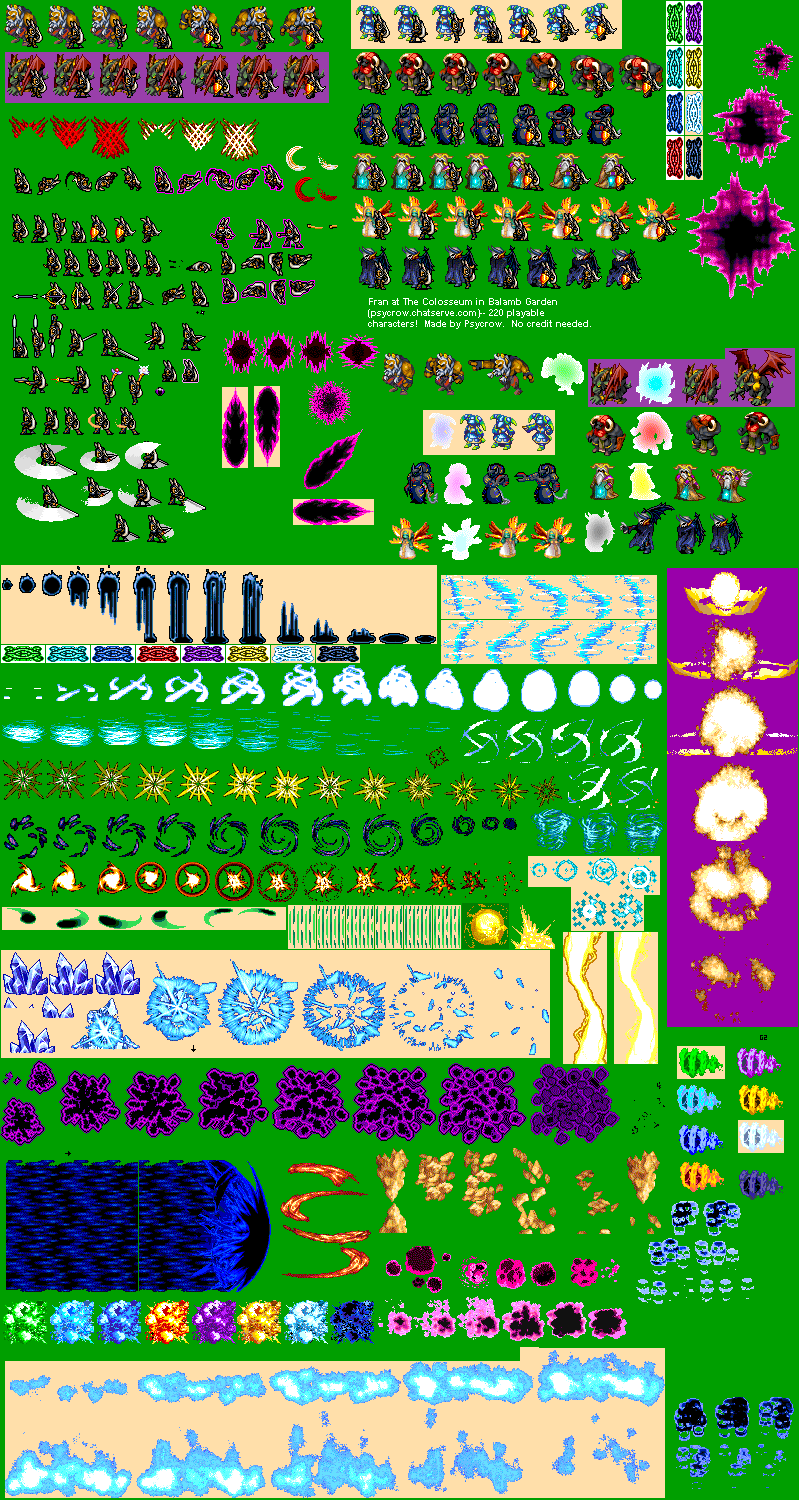 Fran at The Colosseum in Balamb Garden
(psycrow.chatserve.com)-- 220 playable
characters! Made by Psycrow. No credit needed.